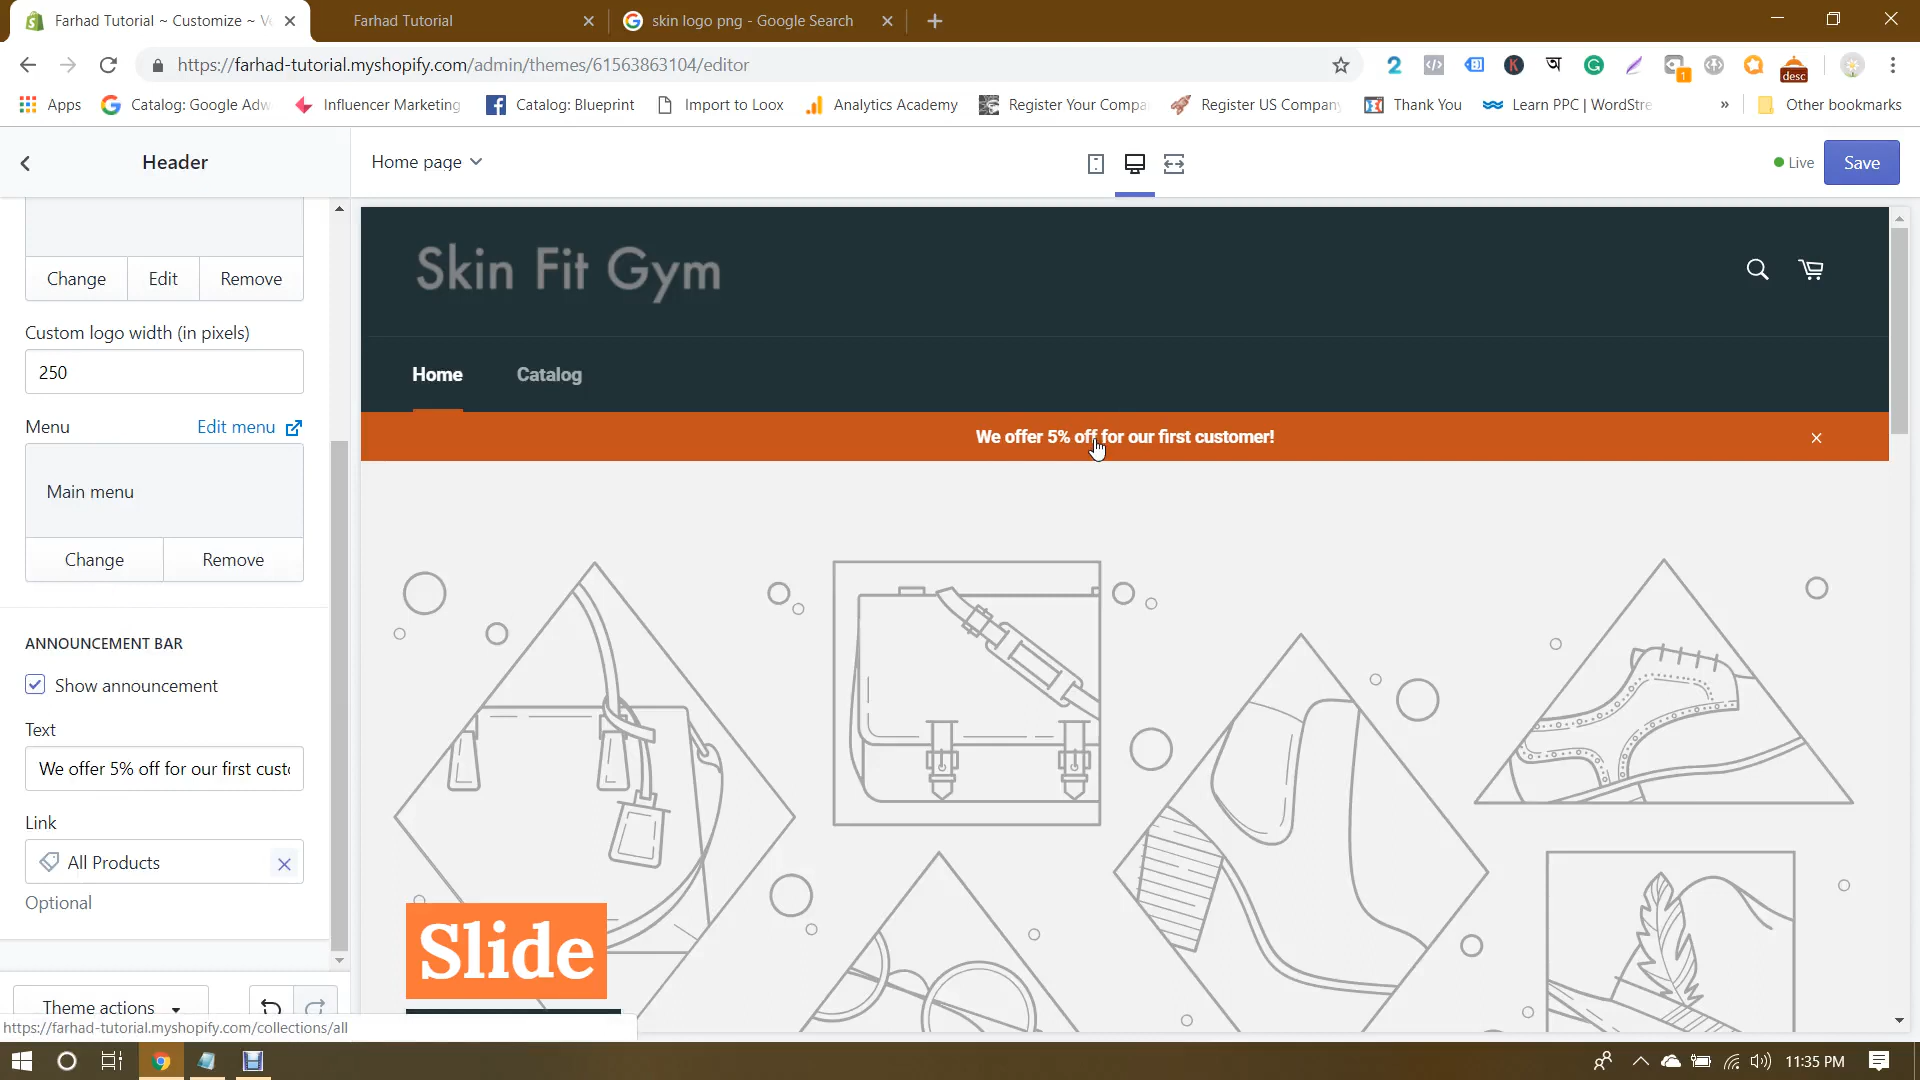 Farhad Tutorial ~ Customize ~ V
Farhad Tutorial
skin logo png - Google Search
https://farhad-tutorial.myshopify.com/admin/themes/61563863104/editor
2
K
অ
G
1
desc
Apps
Catalog: Google Adw
Influencer Marketing
Catalog: Blueprint
Import to Loox
Analytics Academy
Register Your Compa
Register US Company
Thank You
Learn PPC | WordStre
»
Other bookmarks
Header
Home page
Live
Save
Change
Edit
Remove
Custom logo width (in pixels)
250
Menu
Edit menu
Main menu
Change
Remove
ANNOUNCEMENT BAR
Show announcement
Text
We offer 5% off for our first cust
Link
All Products
Optional
Theme actions
https://farhad-tutorial.myshopify.com/collections/all
Skin Fit Gym
Home
Catalog
We offer 5% off for our first customer!
Slide
11:35 PM